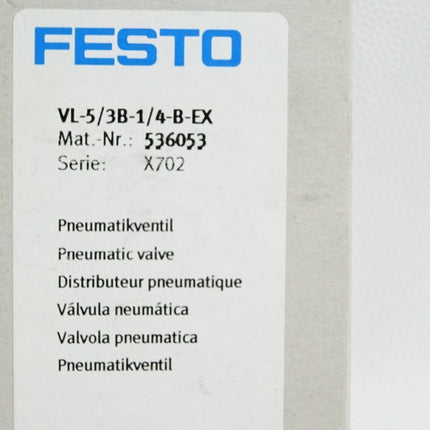 FESTO
VL-5/3B-1/4-B-EX
Mat.-Nr.: 536053
Serie: X702
Pneumatikventil
Pneumatic valve
Distributeur pneumatique
Válvula neumática
Valvola pneumatica
Pneumatikventil